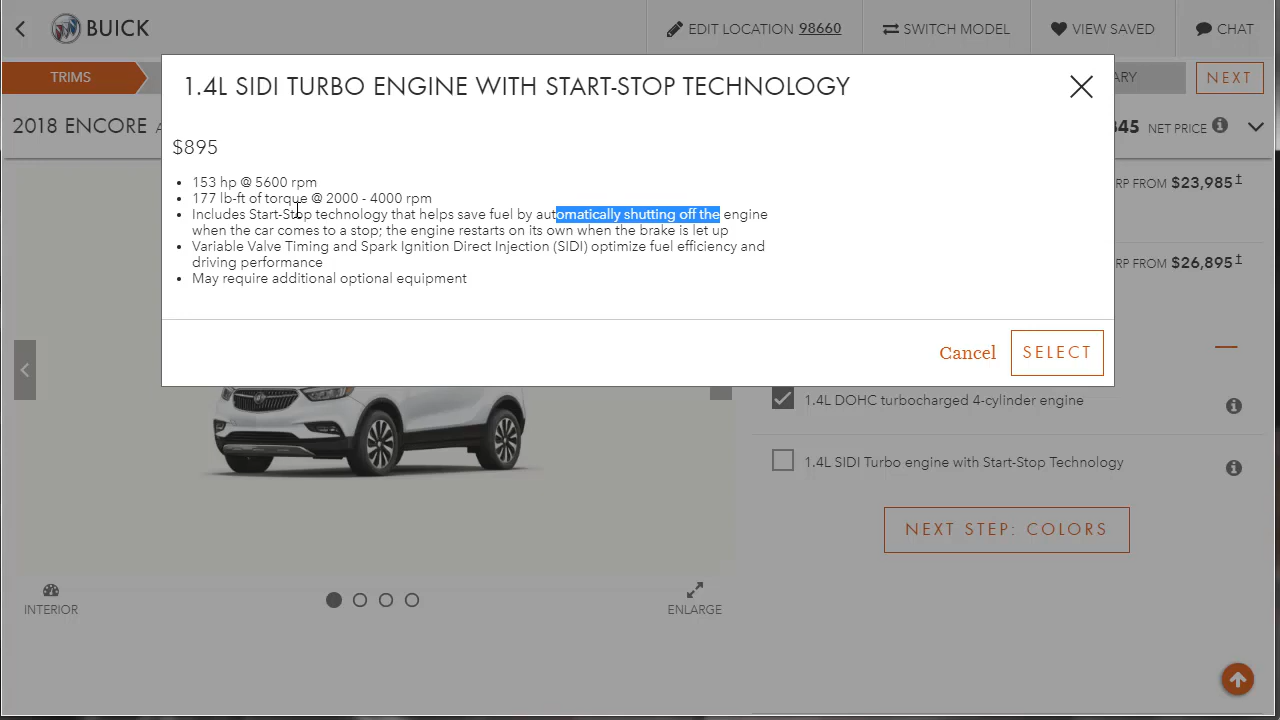 BUICK
EDIT LOCATION 98660
SWITCH MODEL
VIEW SAVED
CHAT
TRIMS
NEXT
2018 ENCORE
NET PRICE
1.4L SIDI TURBO ENGINE WITH START-STOP TECHNOLOGY
$895
• 153 hp @ 5600 rpm
• 177 lb-ft of torque @ 2000 - 4000 rpm
• Includes Start-Stop technology that helps save fuel by automatically shutting off the engine
when the car comes to a stop; the engine restarts on its own when the brake is let up
• Variable Valve Timing and Spark Ignition Direct Injection (SIDI) optimize fuel efficiency and
driving performance
• May require additional optional equipment
Cancel
SELECT
RP FROM $23,985‡
RP FROM $26,895‡
1.4L DOHC turbocharged 4-cylinder engine
1.4L SIDI Turbo engine with Start-Stop Technology
NEXT STEP: COLORS
INTERIOR
ENLARGE